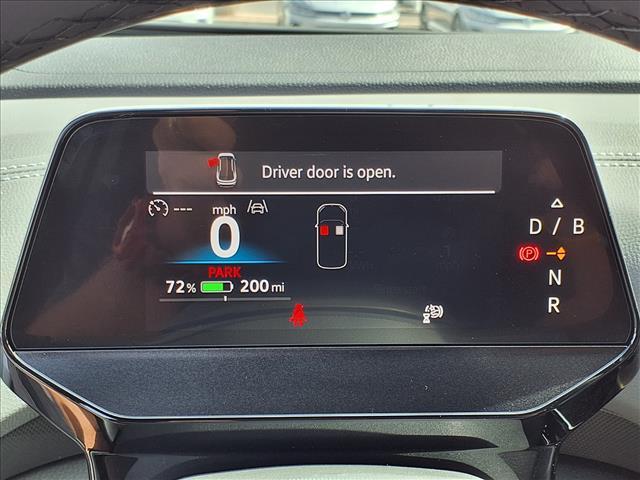 Driver door is open.
--- mph
0
PARK
72 % 200 mi
D / B
P
N
R